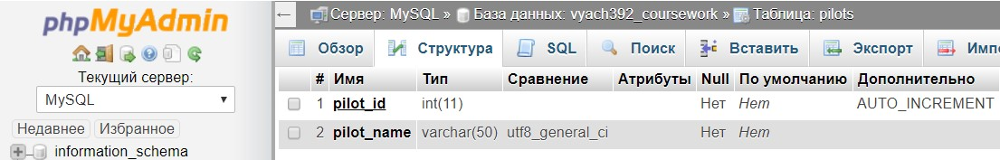 phpMyAdmin
Текущий сервер:
MySQL
Недавнее Избранное
information_schema
Сервер: MySQL » База данных: vyach392_coursework » Таблица: pilots
Обзор Структура SQL Поиск Вставить Экспорт Импо
# Имя Тип Сравнение Атрибуты Null По умолчанию Дополнительно
1 pilot_id int(11) Нет Нет AUTO_INCREMENT
2 pilot_name varchar(50) utf8_general_ci Нет Нет